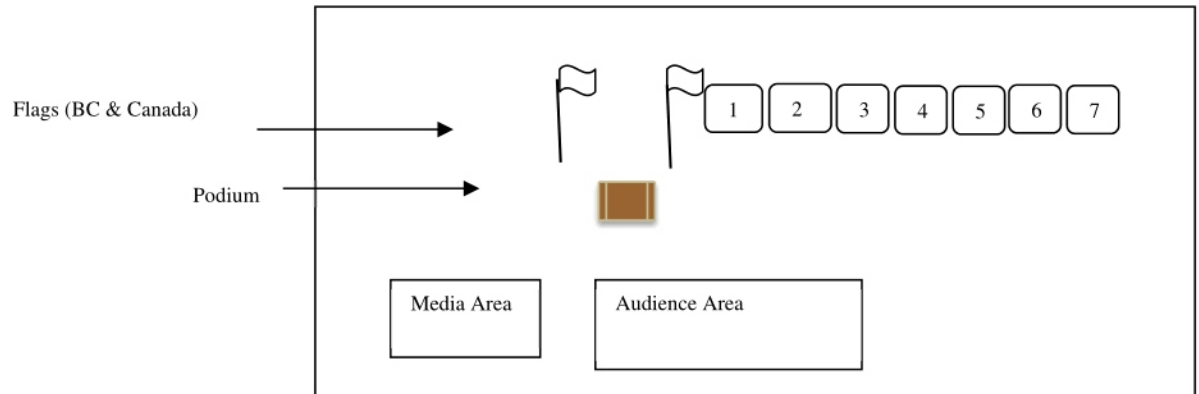 Flags (BC & Canada)
1 2 3 4 5 6 7
Podium
Media Area
Audience Area